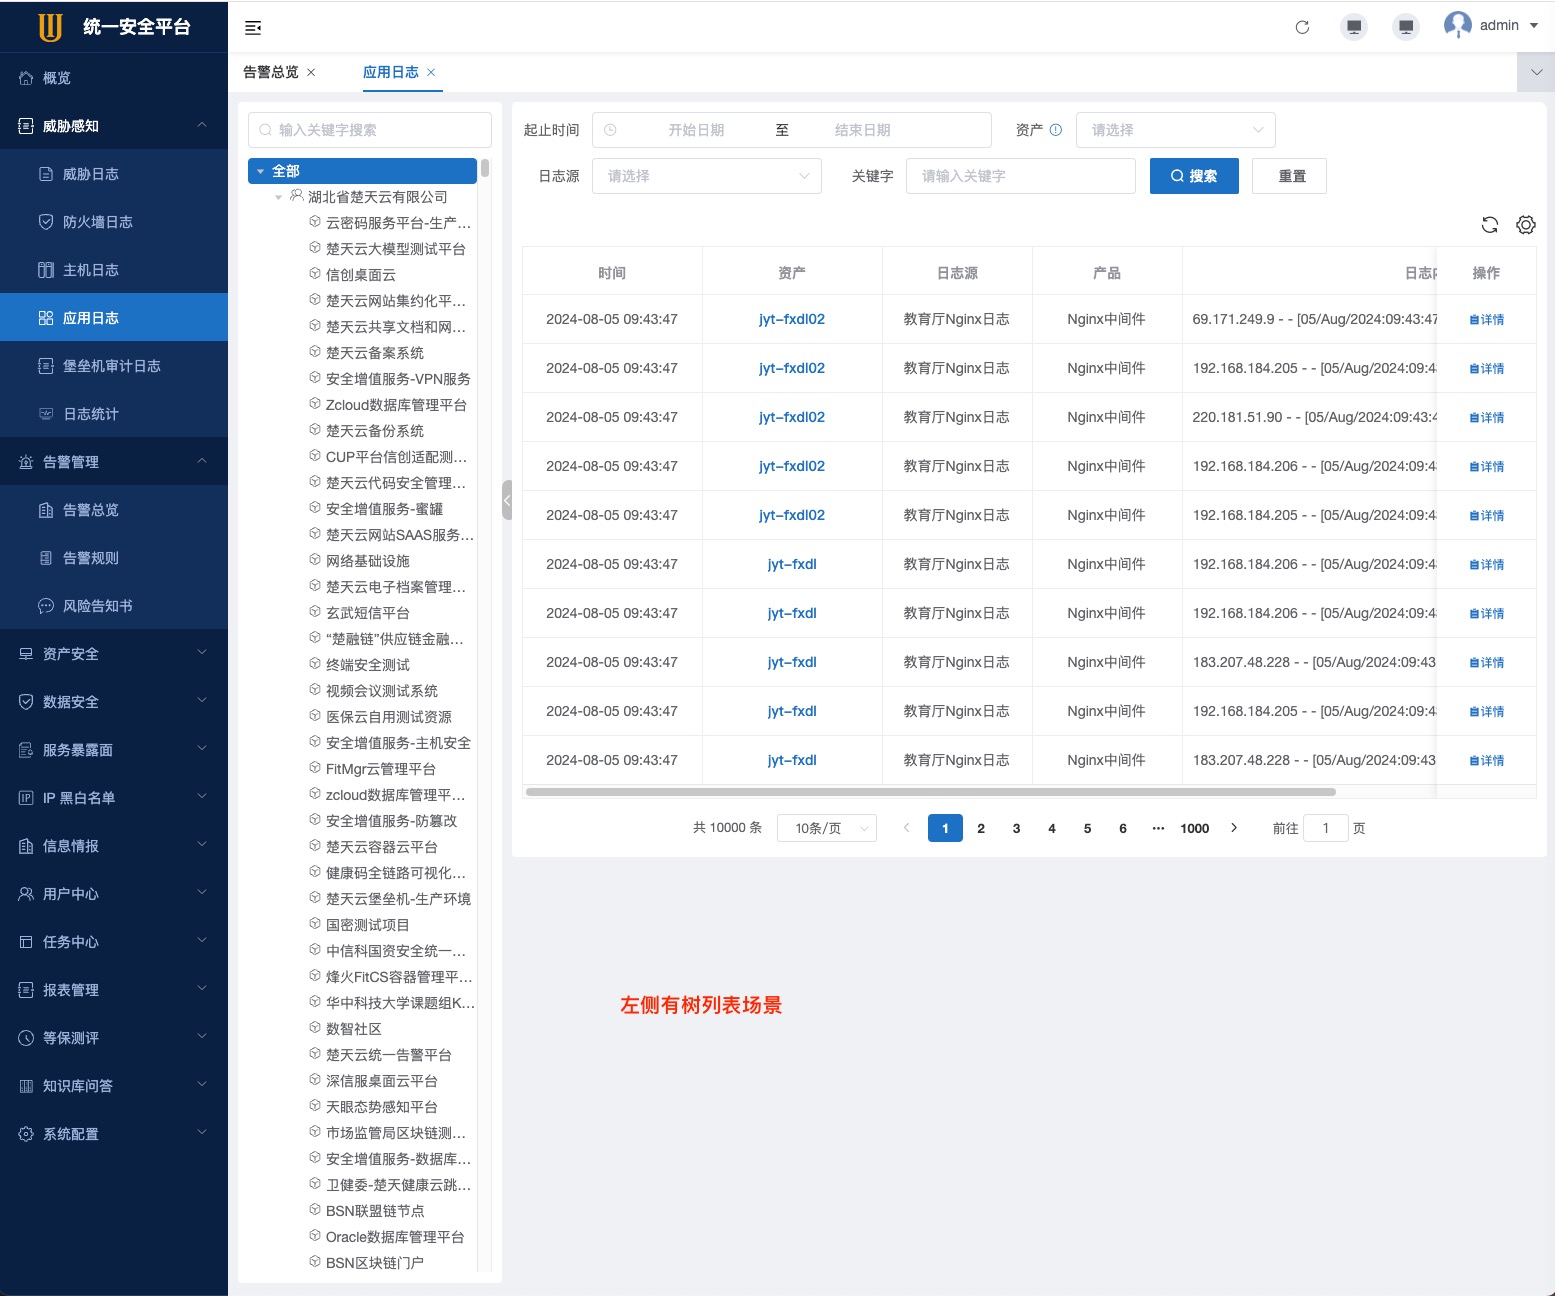 统一安全平台
admin
告警总览
应用日志
概览
威胁感知
威胁日志
防火墙日志
主机日志
应用日志
堡垒机审计日志
日志统计
告警管理
告警总览
告警规则
风险告知书
资产安全
数据安全
服务暴露面
IP 黑白名单
信息情报
用户中心
任务中心
报表管理
等保测评
知识库问答
系统配置
输入关键字搜索
全部
湖北省楚天云有限公司
云密码服务平台-生产...
楚天云大模型测试平台
信创桌面云
楚天云网站集约化平...
楚天云共享文档和网...
楚天云备案系统
安全增值服务-VPN服务
Zcloud数据库管理平台
楚天云备份系统
CUP平台信创适配测...
楚天云代码安全管理...
安全增值服务-蜜罐
楚天云网站SAAS服务...
网络基础设施
楚天云电子档案管理...
玄武短信平台
“楚融链”供应链金融...
终端安全测试
视频会议测试系统
医保云自用测试资源
安全增值服务-主机安全
FitMgr云管理平台
zcloud数据库管理平...
安全增值服务-防篡改
楚天云容器云平台
健康码全链路可视化...
楚天云堡垒机-生产环境
国密测试项目
中信科国资安全统一...
烽火FitCS容器管理平...
华中科技大学课题组K...
数智社区
楚天云统一告警平台
深信服桌面云平台
天眼态势感知平台
市场监管局区块链测...
安全增值服务-数据库...
卫健委-楚天健康云跳...
BSN联盟链节点
Oracle数据库管理平台
BSN区块链门户
起止时间 开始日期 至 结束日期 资产 请选择
日志源 请选择 关键字 请输入关键字 搜索 重置
时间 资产 日志源 产品 日志内 操作
2024-08-05 09:43:47 jyt-fxdl02 教育厅Nginx日志 Nginx中间件 69.171.249.9 - - [05/Aug/2024:09:43:47 详情
2024-08-05 09:43:47 jyt-fxdl02 教育厅Nginx日志 Nginx中间件 192.168.184.205 - - [05/Aug/2024:09:4 详情
2024-08-05 09:43:47 jyt-fxdl02 教育厅Nginx日志 Nginx中间件 220.181.51.90 - - [05/Aug/2024:09:43:4 详情
2024-08-05 09:43:47 jyt-fxdl02 教育厅Nginx日志 Nginx中间件 192.168.184.206 - - [05/Aug/2024:09:4 详情
2024-08-05 09:43:47 jyt-fxdl02 教育厅Nginx日志 Nginx中间件 192.168.184.205 - - [05/Aug/2024:09:4 详情
2024-08-05 09:43:47 jyt-fxdl 教育厅Nginx日志 Nginx中间件 192.168.184.206 - - [05/Aug/2024:09:4 详情
2024-08-05 09:43:47 jyt-fxdl 教育厅Nginx日志 Nginx中间件 192.168.184.206 - - [05/Aug/2024:09:4 详情
2024-08-05 09:43:47 jyt-fxdl 教育厅Nginx日志 Nginx中间件 183.207.48.228 - - [05/Aug/2024:09:43 详情
2024-08-05 09:43:47 jyt-fxdl 教育厅Nginx日志 Nginx中间件 192.168.184.205 - - [05/Aug/2024:09:4 详情
2024-08-05 09:43:47 jyt-fxdl 教育厅Nginx日志 Nginx中间件 183.207.48.228 - - [05/Aug/2024:09:43 详情
共 10000 条 10条/页 1 2 3 4 5 6 ... 1000 前往 1 页
左侧有树列表场景